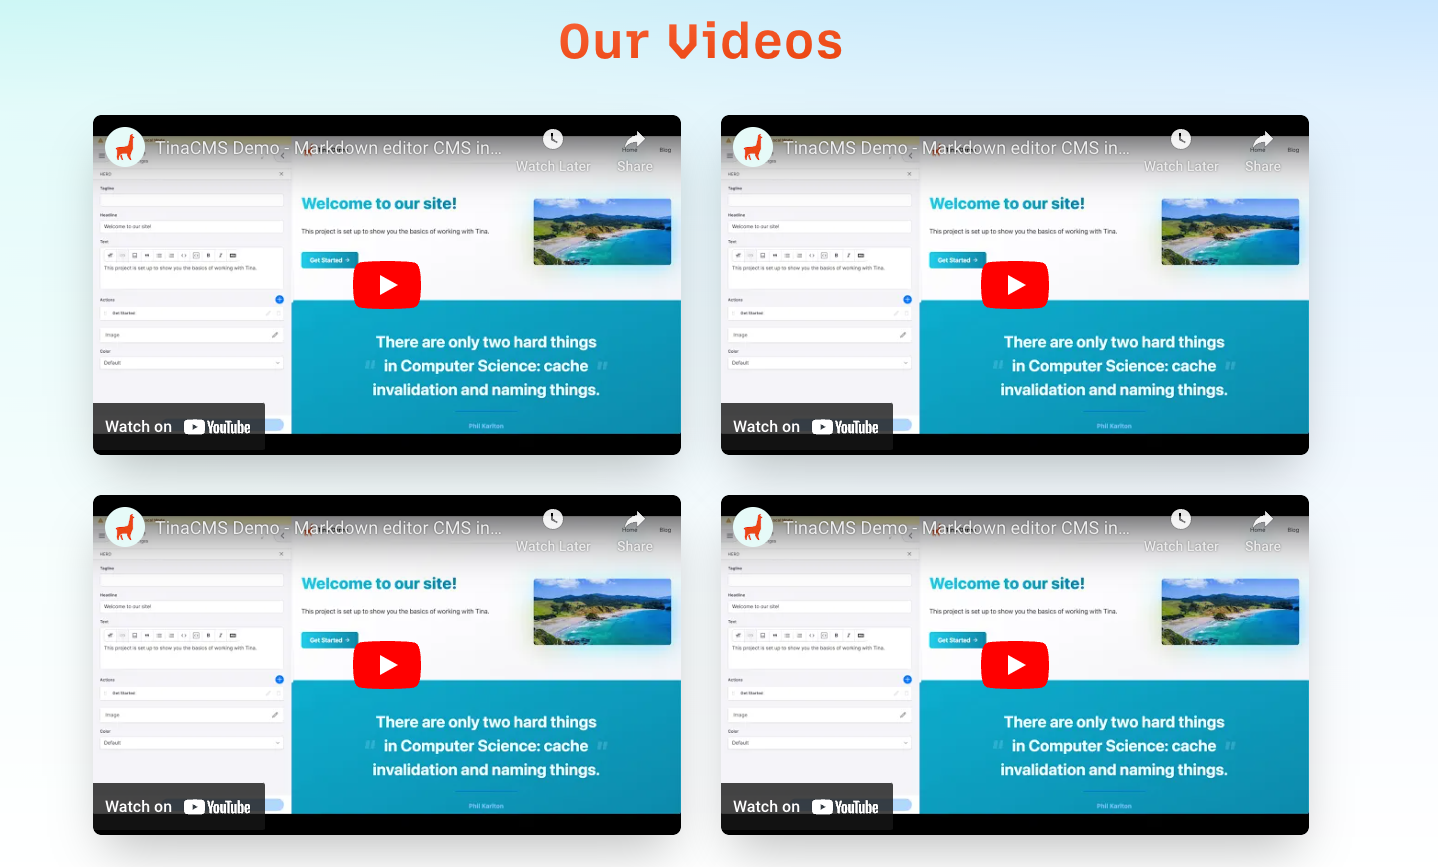 Our Videos
TinaCMS Demo - Markdown editor CMS in...
Watch Later
Share
Home
Blog
HERO
Tagline
Headline
Welcome to our site!
Text
This project is set up to show you the basics of working with Tina.
Actions
Get Started
Image
Color
Default
Welcome to our site!
This project is set up to show you the basics of working with Tina.
Get Started →
There are only two hard things
" in Computer Science: cache "
invalidation and naming things.
Phil Karlton
Watch on YouTube
TinaCMS Demo - Markdown editor CMS in...
Watch Later
Share
Home
Blog
HERO
Tagline
Headline
Welcome to our site!
Text
This project is set up to show you the basics of working with Tina.
Actions
Get Started
Image
Color
Default
Welcome to our site!
This project is set up to show you the basics of working with Tina.
Get Started →
There are only two hard things
" in Computer Science: cache "
invalidation and naming things.
Phil Karlton
Watch on YouTube
TinaCMS Demo - Markdown editor CMS in...
Watch Later
Share
Home
Blog
HERO
Tagline
Headline
Welcome to our site!
Text
This project is set up to show you the basics of working with Tina.
Actions
Get Started
Image
Color
Default
Welcome to our site!
This project is set up to show you the basics of working with Tina.
Get Started →
There are only two hard things
" in Computer Science: cache "
invalidation and naming things.
Phil Karlton
Watch on YouTube
TinaCMS Demo - Markdown editor CMS in...
Watch Later
Share
Home
Blog
HERO
Tagline
Headline
Welcome to our site!
Text
This project is set up to show you the basics of working with Tina.
Actions
Get Started
Image
Color
Default
Welcome to our site!
This project is set up to show you the basics of working with Tina.
Get Started →
There are only two hard things
" in Computer Science: cache "
invalidation and naming things.
Phil Karlton
Watch on YouTube